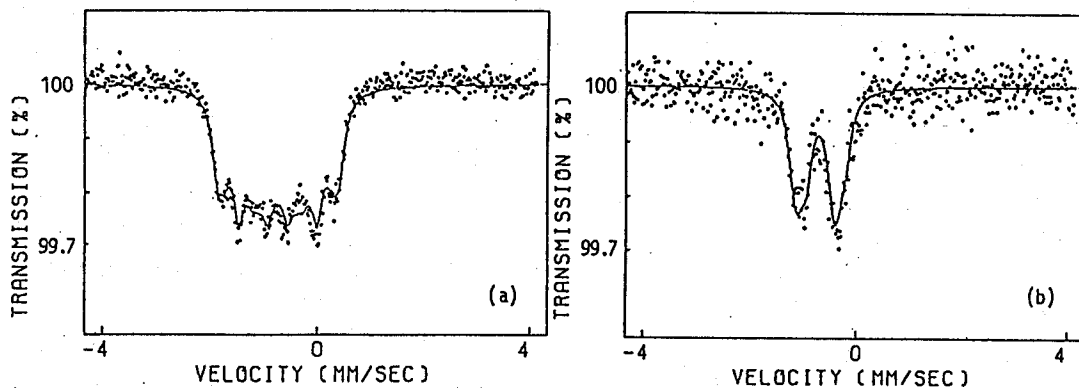 TRANSMISSION (%)
100
99.7
(a)
-4
0
4
VELOCITY (MM/SEC)
TRANSMISSION (%)
100
99.7
(b)
-4
0
4
VELOCITY (MM/SEC)